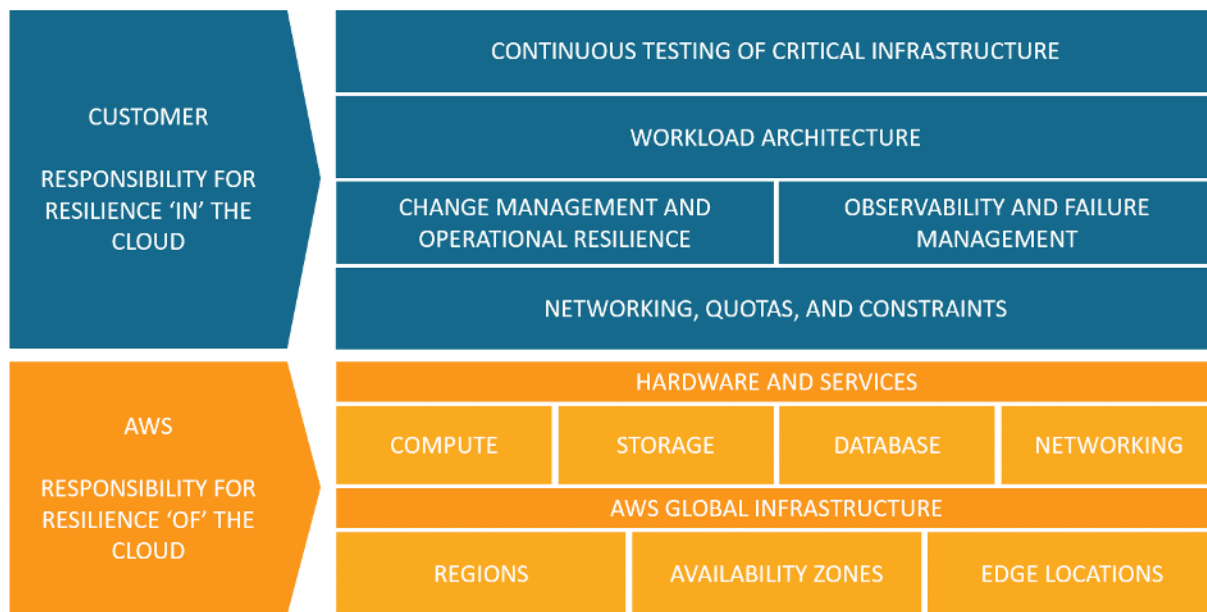 CUSTOMER
RESPONSIBILITY FOR
RESILIENCE ‘IN’ THE
CLOUD
CONTINUOUS TESTING OF CRITICAL INFRASTRUCTURE
WORKLOAD ARCHITECTURE
CHANGE MANAGEMENT AND
OPERATIONAL RESILIENCE
OBSERVABILITY AND FAILURE
MANAGEMENT
NETWORKING, QUOTAS, AND CONSTRAINTS
AWS
RESPONSIBILITY FOR
RESILIENCE ‘OF’ THE
CLOUD
HARDWARE AND SERVICES
COMPUTE
STORAGE
DATABASE
NETWORKING
AWS GLOBAL INFRASTRUCTURE
REGIONS
AVAILABILITY ZONES
EDGE LOCATIONS